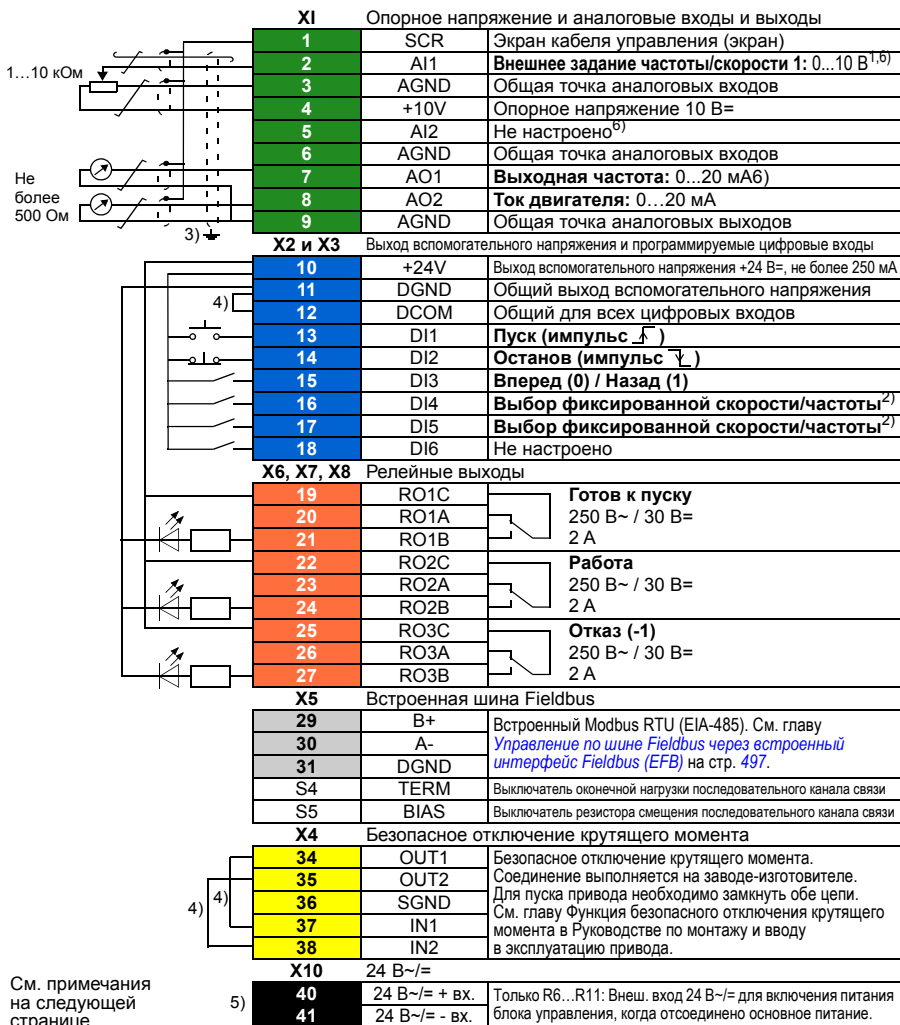 XI Опорное напряжение и аналоговые входы и выходы
1 SCR Экран кабеля управления (экран)
1…10 кОм
2 AI1 Внешнее задание частоты/скорости 1: 0...10 В1,6)
3 AGND Общая точка аналоговых входов
4 +10V Опорное напряжение 10 В=
5 AI2 Не настроено6)
6 AGND Общая точка аналоговых входов
Не более 500 Ом
7 AO1 Выходная частота: 0...20 мА6)
8 AO2 Ток двигателя: 0…20 мА
9 AGND Общая точка аналоговых выходов
3)
X2 и X3 Выход вспомогательного напряжения и программируемые цифровые входы
10 +24V Выход вспомогательного напряжения +24 В=, не более 250 мА
11 DGND Общий выход вспомогательного напряжения
4)
12 DCOM Общий для всех цифровых входов
13 DI1 Пуск (импульс )
14 DI2 Останов (импульс )
15 DI3 Вперед (0) / Назад (1)
16 DI4 Выбор фиксированной скорости/частоты2)
17 DI5 Выбор фиксированной скорости/частоты2)
18 DI6 Не настроено
X6, X7, X8 Релейные выходы
19 RO1C Готов к пуску
20 RO1A 250 В~ / 30 В=
21 RO1B 2 А
22 RO2C Работа
23 RO2A 250 В~ / 30 В=
24 RO2B 2 А
25 RO3C Отказ (-1)
26 RO3A 250 В~ / 30 В=
27 RO3B 2 А
X5 Встроенная шина Fieldbus
29 B+
30 A-
31 DGND
Встроенный Modbus RTU (EIA-485). См. главу
Управление по шине Fieldbus через встроенный
интерфейс Fieldbus (EFB) на стр. 497.
S4 TERM Выключатель оконечной нагрузки последовательного канала связи
S5 BIAS Выключатель резистора смещения последовательного канала связи
X4 Безопасное отключение крутящего момента
4) 4)
34 OUT1
35 OUT2
36 SGND
37 IN1
38 IN2
Безопасное отключение крутящего момента.
Соединение выполняется на заводе-изготовителе.
Для пуска привода необходимо замкнуть обе цепи.
См. главу Функция безопасного отключения крутящего
момента в Руководстве по монтажу и вводу
в эксплуатацию привода.
X10 24 В~/=
5)
40 24 В~/= + вх.
41 24 В~/= - вх.
Только R6…R11: Внеш. вход 24 В~/= для включения питания
блока управления, когда отсоединено основное питание.
См. примечания
на следующей
странице